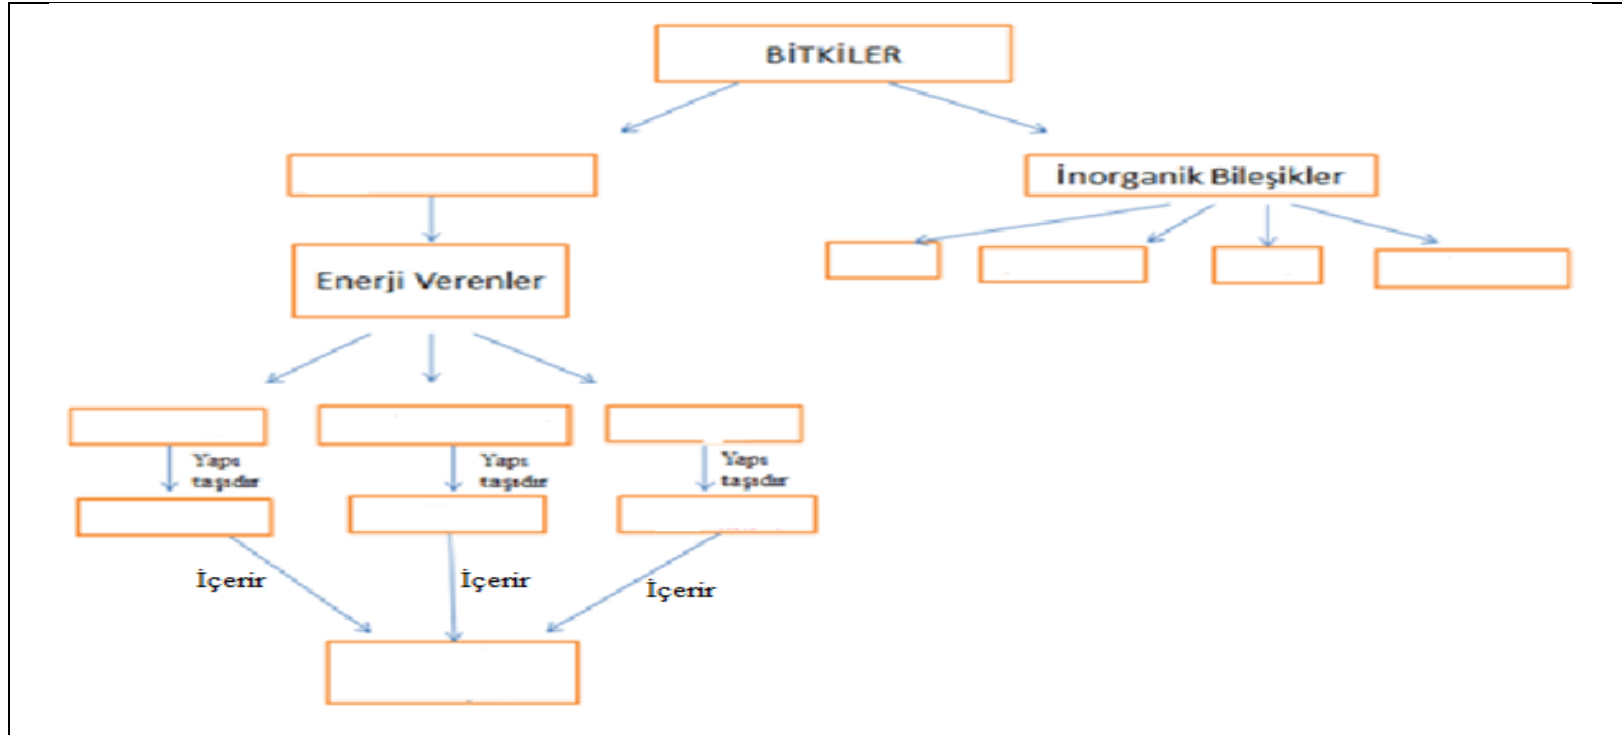 BİTKİLER
İnorganik Bileşikler
Enerji Verenler
Yapı
taşıdır
Yapı
taşıdır
Yapı
taşıdır
İçerir
İçerir
İçerir